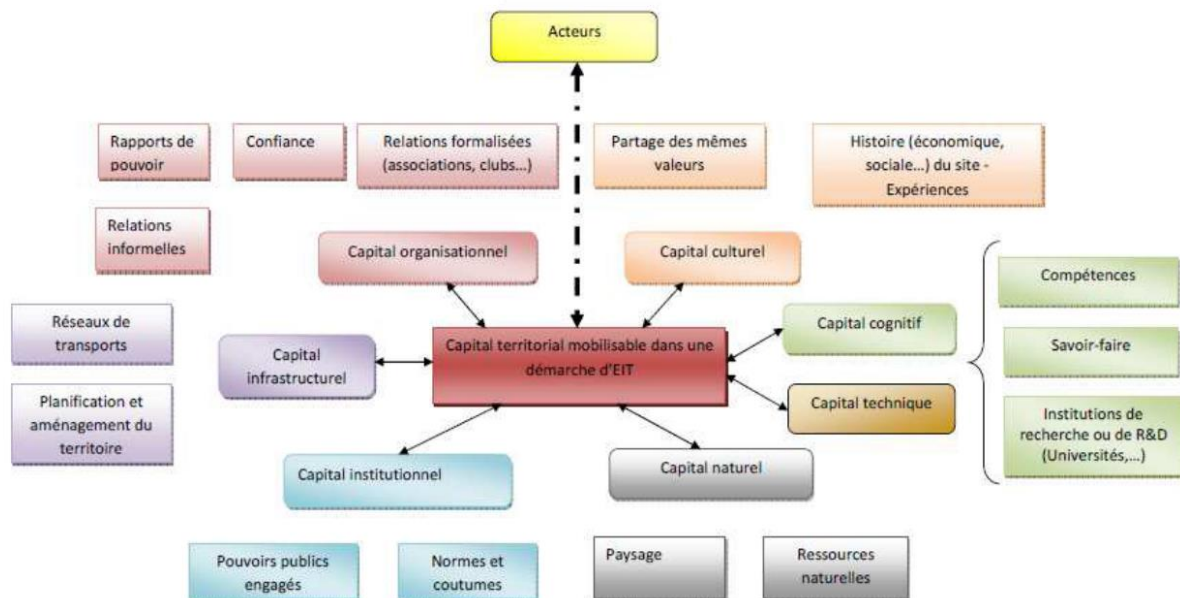 Acteurs
Rapports de
pouvoir
Confiance
Relations formalisées
(associations, clubs...)
Partage des mêmes
valeurs
Histoire (économique,
sociale...) du site -
Expériences
Relations
informelles
Capital organisationnel
Capital culturel
Compétences
Réseaux de
transports
Capital
infrastructurel
Capital territorial mobilisable dans une
démarche d'EIT
Capital cognitif
Savoir-faire
Planification et
aménagement du
territoire
Capital technique
Institutions de
recherche ou de R&D
(Universités,...)
Capital institutionnel
Capital naturel
Pouvoirs publics
engagés
Normes et
coutumes
Paysage
Ressources
naturelles